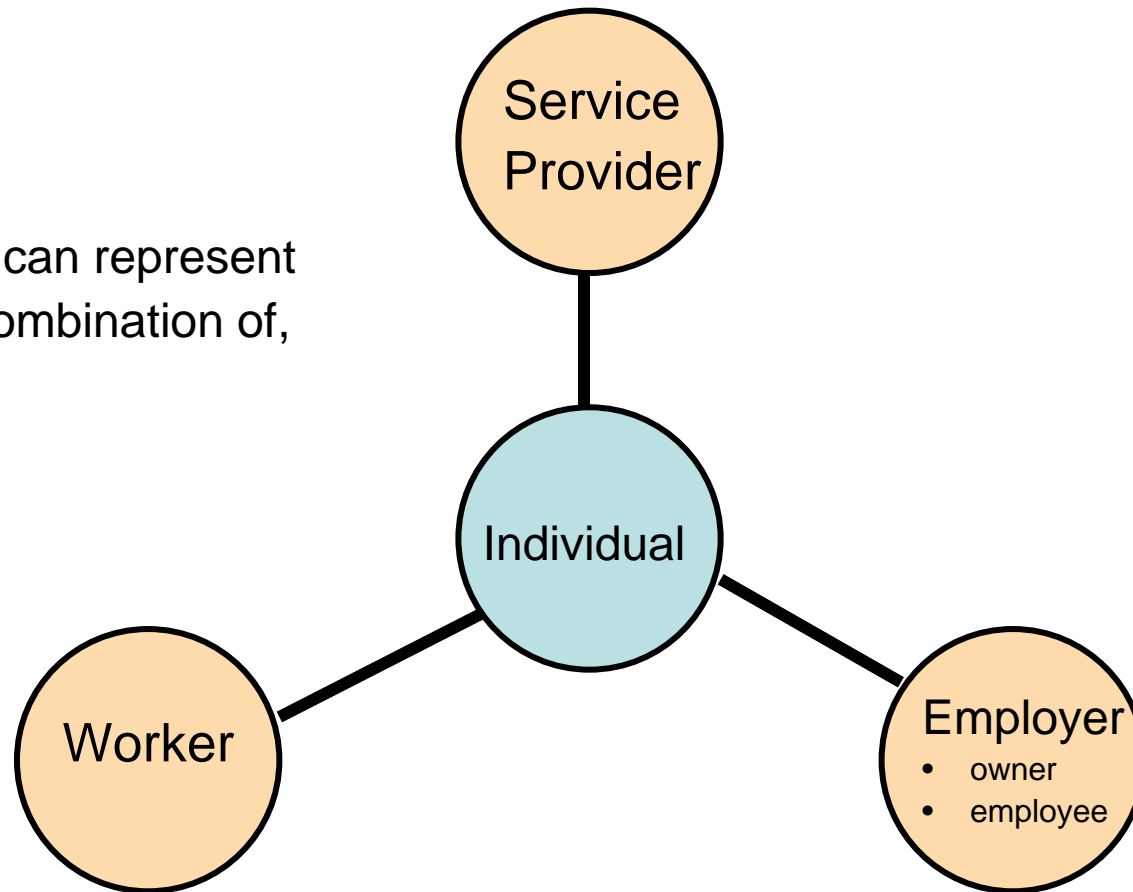 Service
Provider
can represent
ombination of,
Individual
Worker
Employer
• owner
• employee